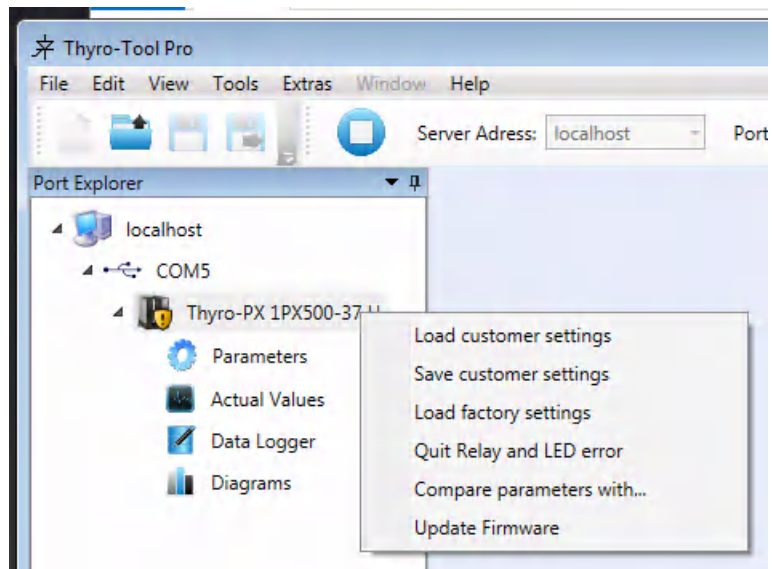 Thyro-Tool Pro
File Edit View Tools Extras Window Help
Server Adress: localhost Port
Port Explorer
localhost
COM5
Thyro-PX 1PX500-37 H
Parameters
Actual Values
Data Logger
Diagrams
Load customer settings
Save customer settings
Load factory settings
Quit Relay and LED error
Compare parameters with...
Update Firmware